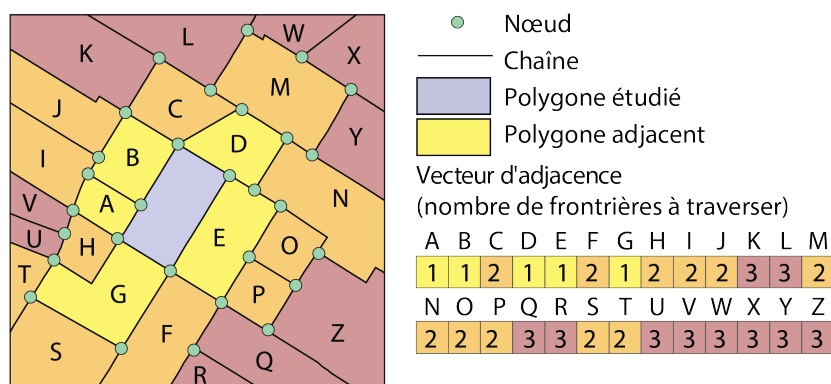 K
L
W
X
J
C
M
I
B
D
Y
V
A
N
U
H
E
O
T
G
P
F
Z
S
Q
R
Nœud
Chaîne
Polygone étudié
Polygone adjacent
Vecteur d'adjacence
(nombre de frontrières à traverser)
A B C D E F G H I J K L M
1 1 2 1 1 2 1 2 2 2 3 3 2
N O P Q R S T U V W X Y Z
2 2 2 3 3 2 2 3 3 3 3 3 3